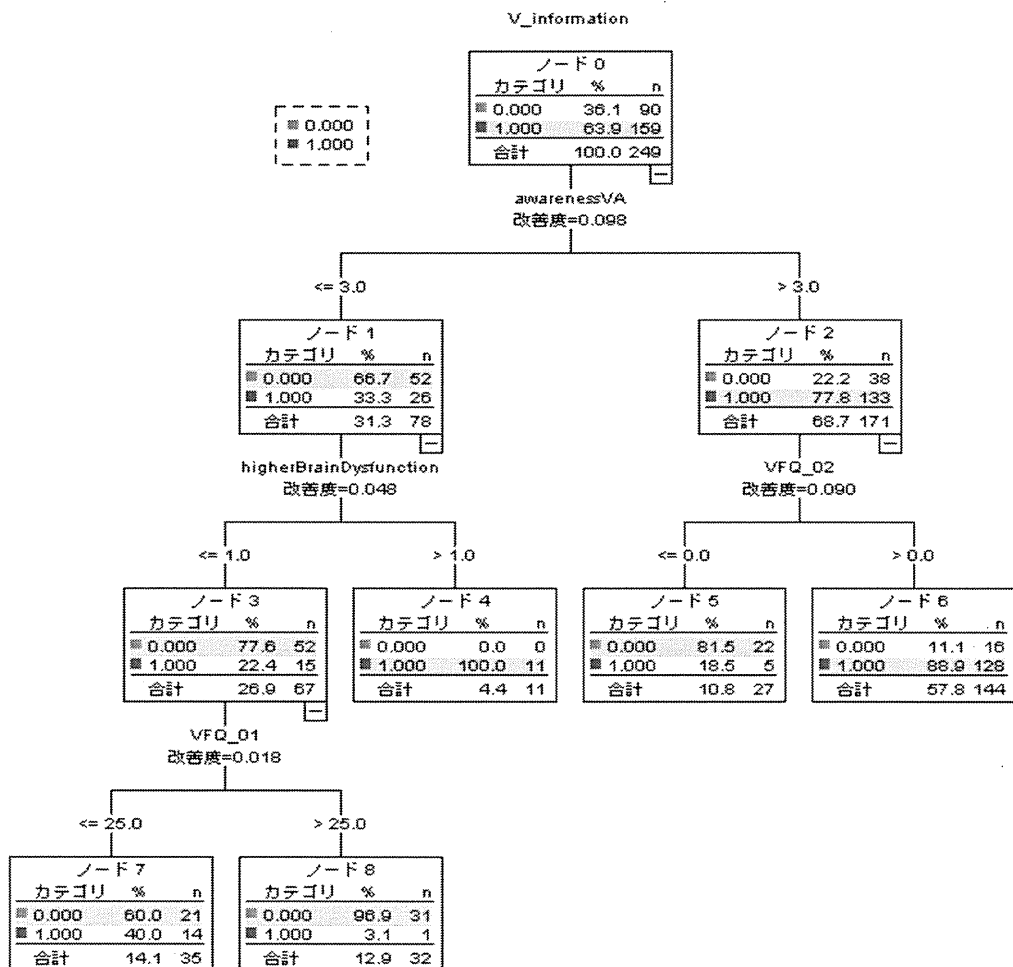 V_information
ノード 0
カテゴリ % n
0.000 36.1 90
1.000 63.9 159
合計 100.0 249
0.000
1.000
awarenessVA
改善度=0.098
<= 3.0
> 3.0
ノード 1
カテゴリ % n
0.000 66.7 52
1.000 33.3 26
合計 31.3 78
ノード 2
カテゴリ % n
0.000 22.2 38
1.000 77.8 133
合計 68.7 171
higherBrainDysfunction
改善度=0.048
VFQ_02
改善度=0.090
<= 1.0
> 1.0
<= 0.0
> 0.0
ノード 3
カテゴリ % n
0.000 77.6 52
1.000 22.4 15
合計 26.9 67
ノード 4
カテゴリ % n
0.000 0.0 0
1.000 100.0 11
合計 4.4 11
ノード 5
カテゴリ % n
0.000 81.5 22
1.000 18.5 5
合計 10.8 27
ノード 6
カテゴリ % n
0.000 11.1 16
1.000 88.9 128
合計 57.8 144
VFQ_01
改善度=0.018
<= 25.0
> 25.0
ノード 7
カテゴリ % n
0.000 60.0 21
1.000 40.0 14
合計 14.1 35
ノード 8
カテゴリ % n
0.000 96.9 31
1.000 3.1 1
合計 12.9 32